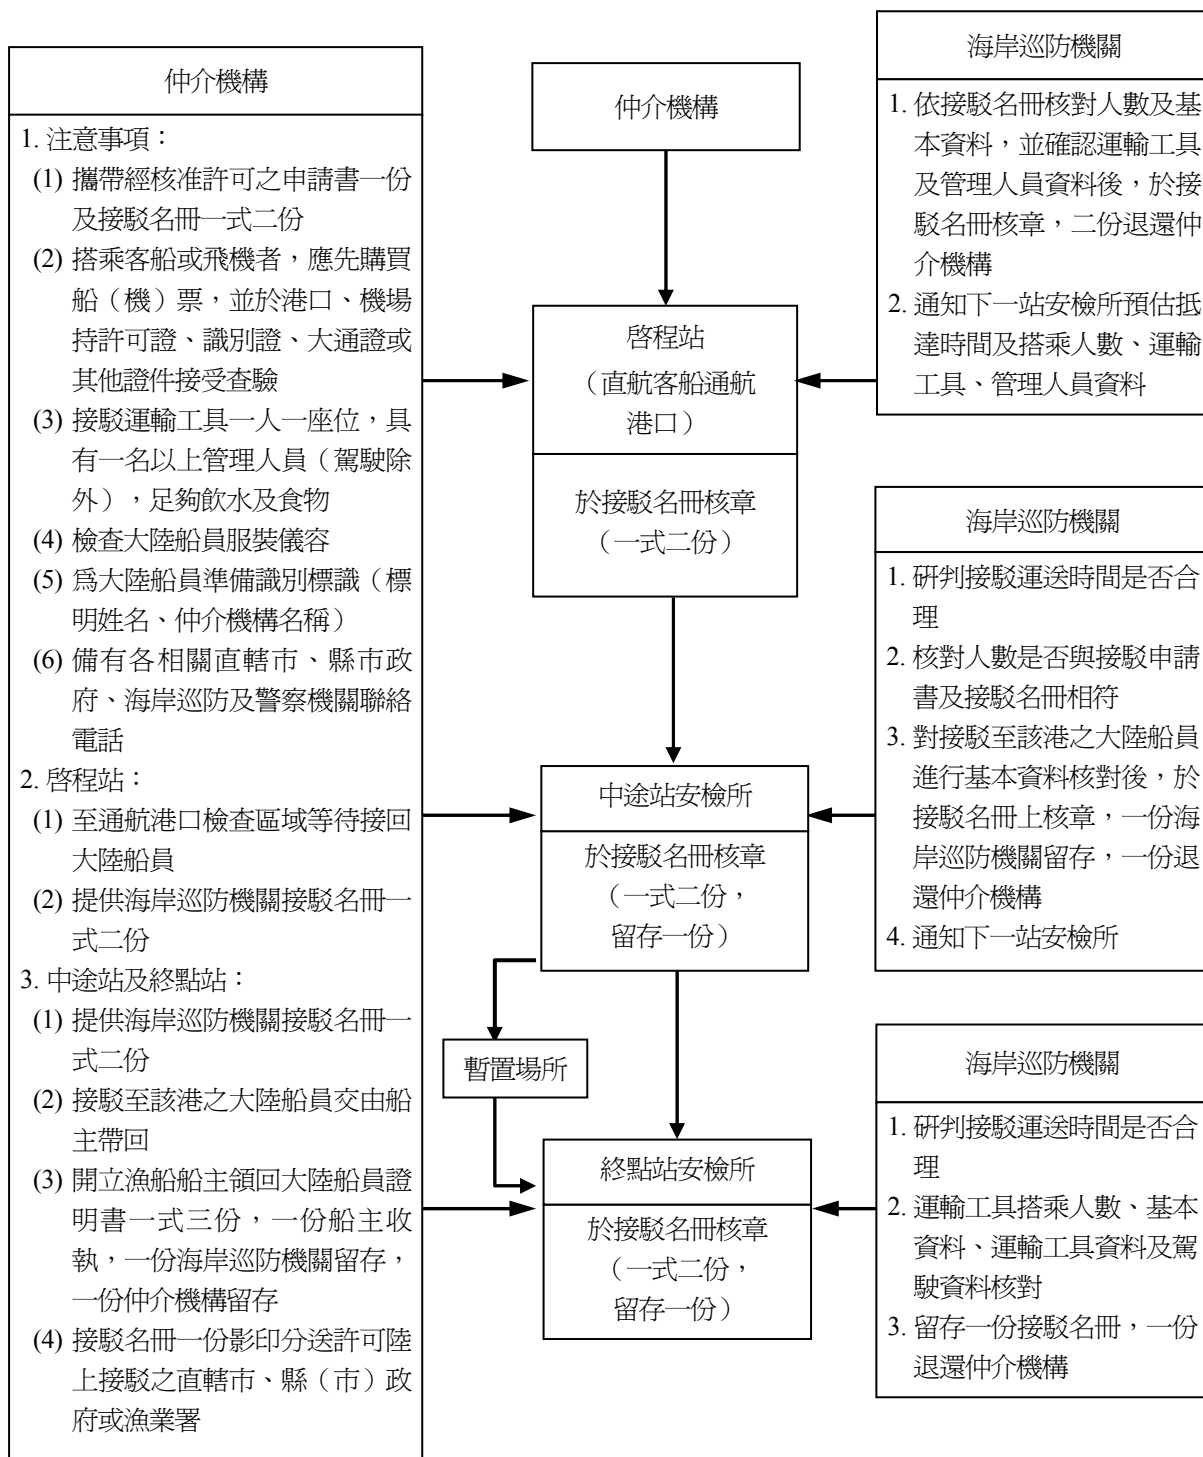 仲介機構
1. 注意事項：
(1) 攜帶經核准許可之申請書一份
及接駁名冊一式二份
(2) 搭乘客船或飛機者，應先購買
船（機）票，並於港口、機場
持許可證、識別證、大通證或
其他證件接受查驗
(3) 接駁運輸工具一人一座位，具
有一名以上管理人員（駕駛除
外），足夠飲水及食物
(4) 檢查大陸船員服裝儀容
(5) 為大陸船員準備識別標識（標
明姓名、仲介機構名稱）
(6) 備有各相關直轄市、縣市政
府、海岸巡防及警察機關聯絡
電話
2. 啓程站：
(1) 至通航港口檢查區域等待接回
大陸船員
(2) 提供海岸巡防機關接駁名冊一
式二份
3. 中途站及終點站：
(1) 提供海岸巡防機關接駁名冊一
式二份
(2) 接駁至該港之大陸船員交由船
主帶回
(3) 開立漁船船主領回大陸船員證
明書一式三份，一份船主收
執，一份海岸巡防機關留存，
一份仲介機構留存
(4) 接駁名冊一份影印分送許可陸
上接駁之直轄市、縣（市）政
府或漁業署
仲介機構
啓程站
（直航客船通航
港口）
於接駁名冊核章
（一式二份）
中途站安檢所
於接駁名冊核章
（一式二份，
留存一份）
暫置場所
終點站安檢所
於接駁名冊核章
（一式二份，
留存一份）
海岸巡防機關
1. 依接駁名冊核對人數及基
本資料，並確認運輸工具
及管理人員資料後，於接
駁名冊核章，二份退還仲
介機構
2. 通知下一站安檢所預估抵
達時間及搭乘人數、運輸
工具、管理人員資料
海岸巡防機關
1. 研判接駁運送時間是否合
理
2. 核對人數是否與接駁申請
書及接駁名冊相符
3. 對接駁至該港之大陸船員
進行基本資料核對後，於
接駁名冊上核章，一份海
岸巡防機關留存，一份退
還仲介機構
4. 通知下一站安檢所
海岸巡防機關
1. 研判接駁運送時間是否合
理
2. 運輸工具搭乘人數、基本
資料、運輸工具資料及駕
駛資料核對
3. 留存一份接駁名冊，一份
退還仲介機構